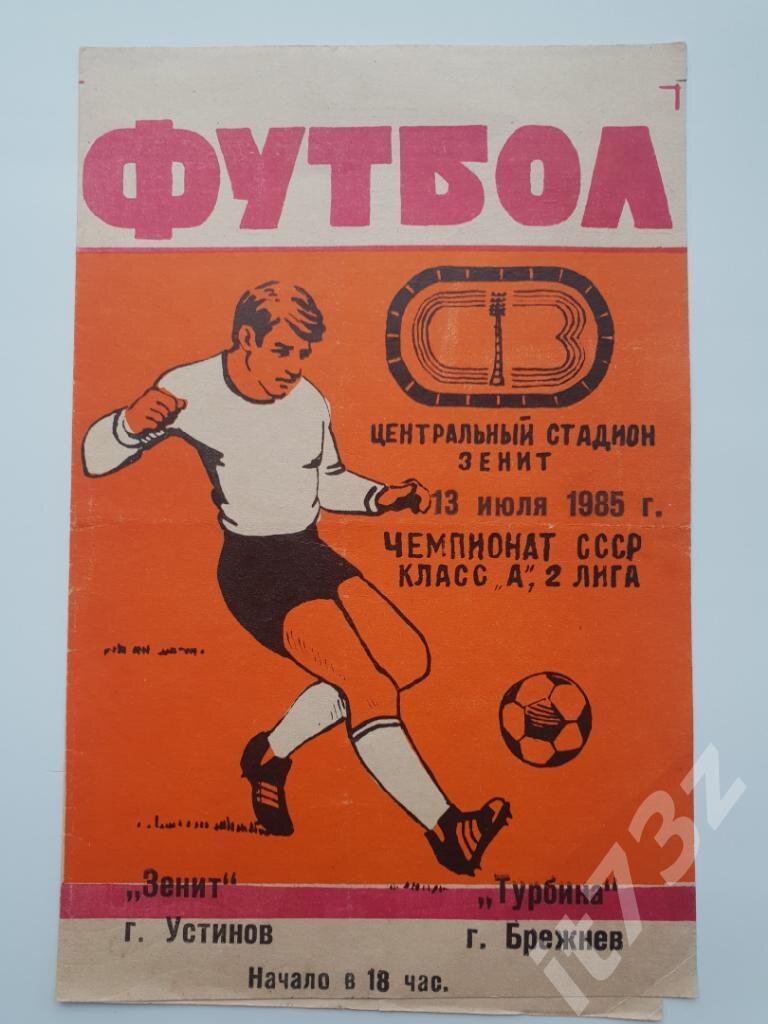 ФУТБОЛ
СЗ
ЦЕНТРАЛЬНЫЙ СТАДИОН
ЗЕНИТ
13 июля 1985 г.
ЧЕМПИОНАТ СССР
КЛАСС „А”, 2 ЛИГА
„Зенит“ „Турбина“
г. Устинов г. Брежнев
Начало в 18 час.
it73z